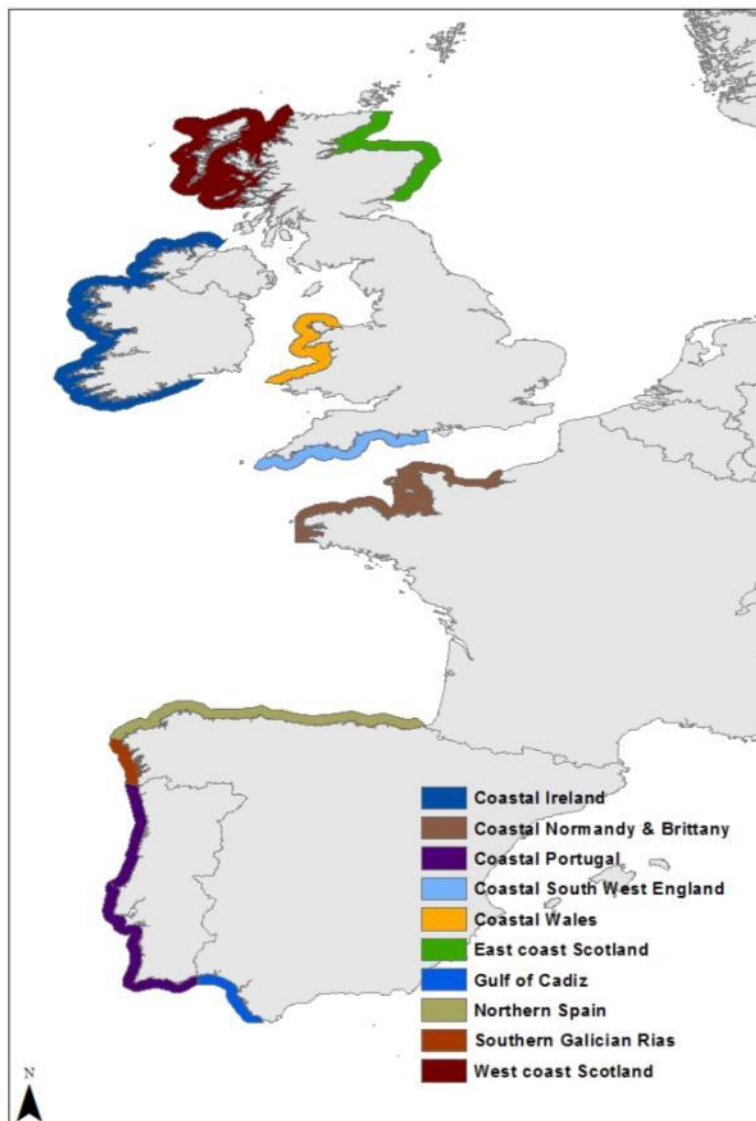 Coastal Ireland
Coastal Normandy & Brittany
Coastal Portugal
Coastal South West England
Coastal Wales
East coast Scotland
Gulf of Cadiz
Northern Spain
Southern Galician Rias
West coast Scotland
N